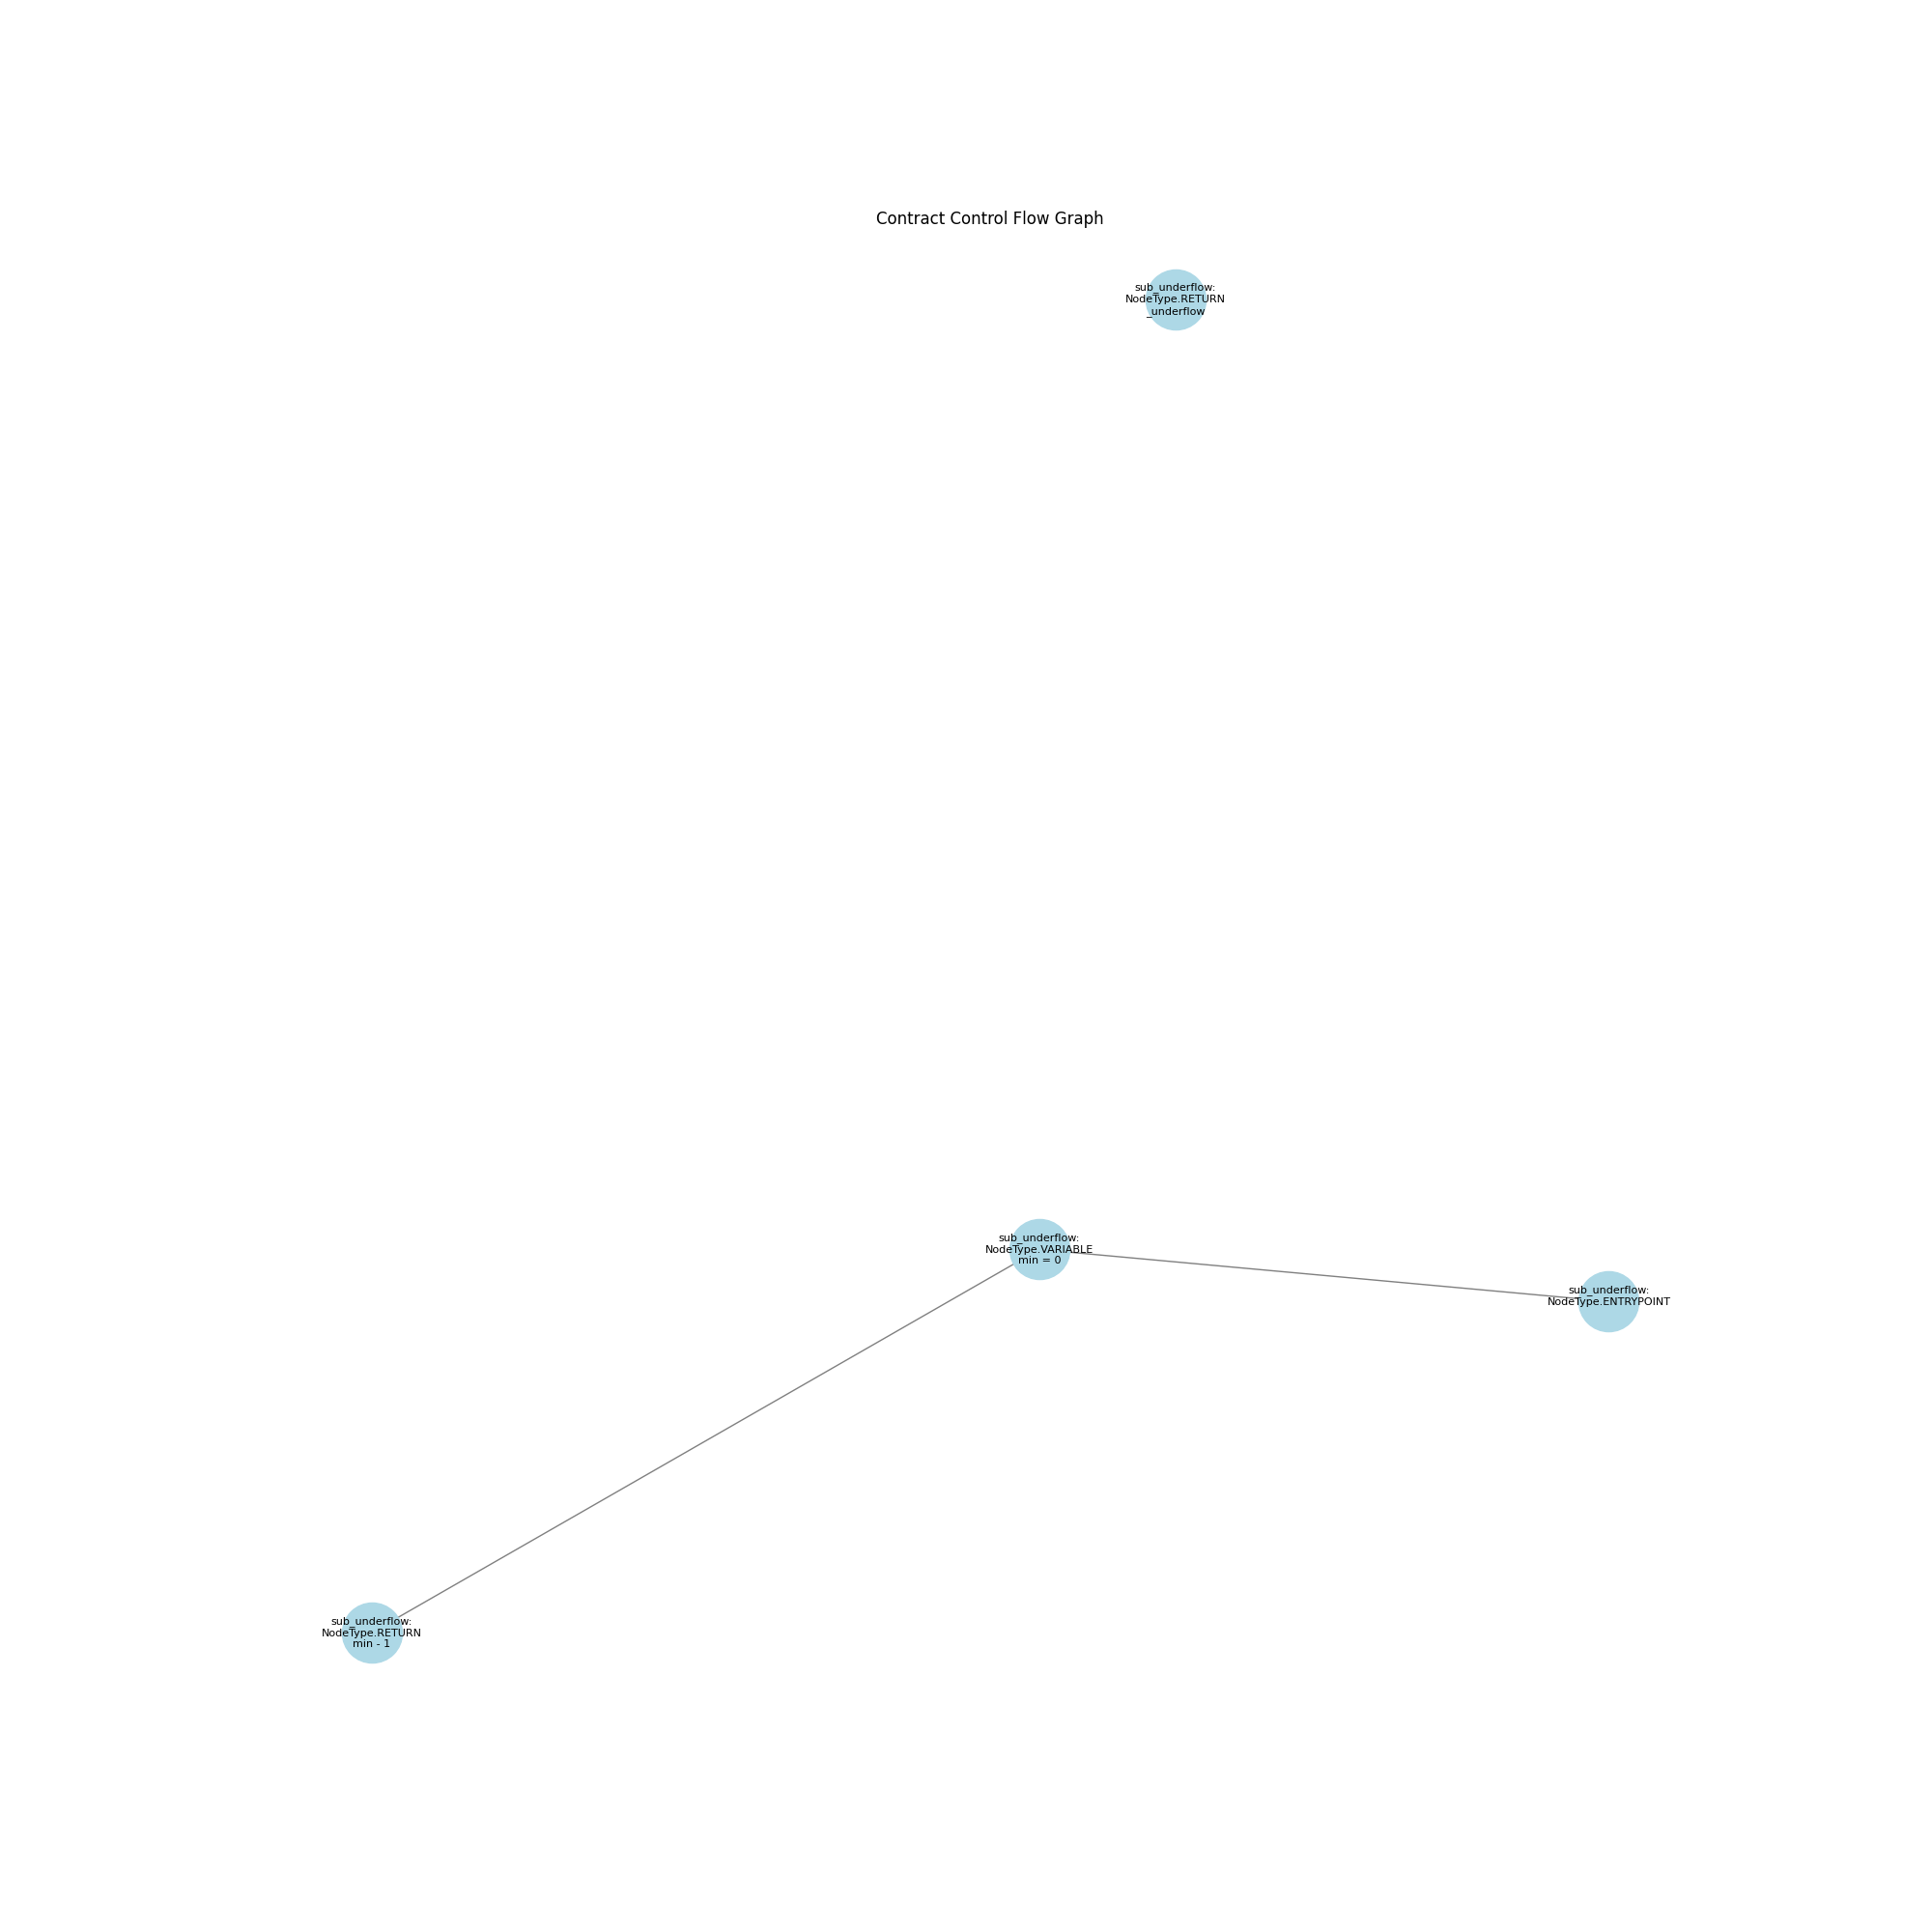 Contract Control Flow Graph
sub_underflow:
NodeType.RETURN
_underflow
sub_underflow:
NodeType.VARIABLE
min = 0
sub_underflow:
NodeType.ENTRYPOINT
sub_underflow:
NodeType.RETURN
min - 1